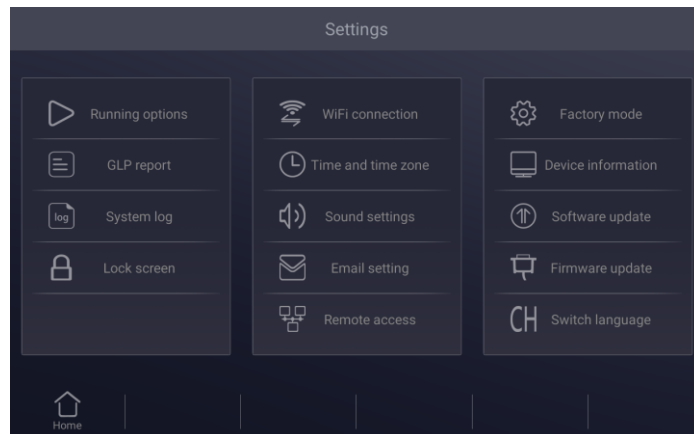 Settings
Running options
GLP report
log
System log
Lock screen
WiFi connection
Time and time zone
Sound settings
Email setting
Remote access
Factory mode
Device information
Software update
Firmware update
CH
Switch language
Home